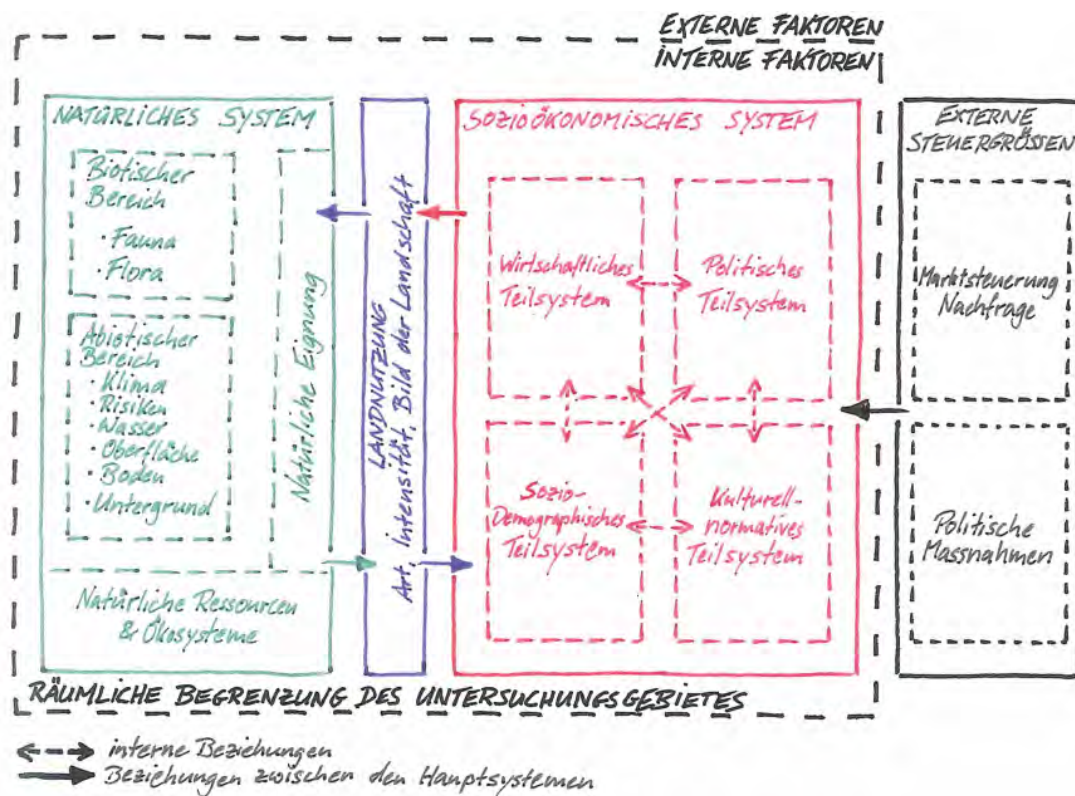 EXTERNE FAKTOREN
INTERNE FAKTOREN
NATÜRLICHES SYSTEM
Biotischer
Bereich
· Fauna
· Flora
Abiotischer
Bereich
· Klima
· Risiken
· Wasser
· Oberfläche
· Boden
· Untergrund
Natürliche Eignung
Natürliche Ressourcen
& Ökosysteme
LANDNUTZUNG
Art, Intensität, Bild der Landschaft
SOZIOÖKONOMISCHES SYSTEM
Wirtschaftliches
Teilsystem
Politisches
Teilsystem
Sozio-
Demographisches
Teilsystem
Kulturell-
normatives
Teilsystem
EXTERNE
STEUERGRÖSSEN
Marktsteuerung
Nachfrage
Politische
Massnahmen
RÄUMLICHE BEGRENZUNG DES UNTERSUCHUNGSGEBIETES
interne Beziehungen
Beziehungen zwischen den Hauptsystemen